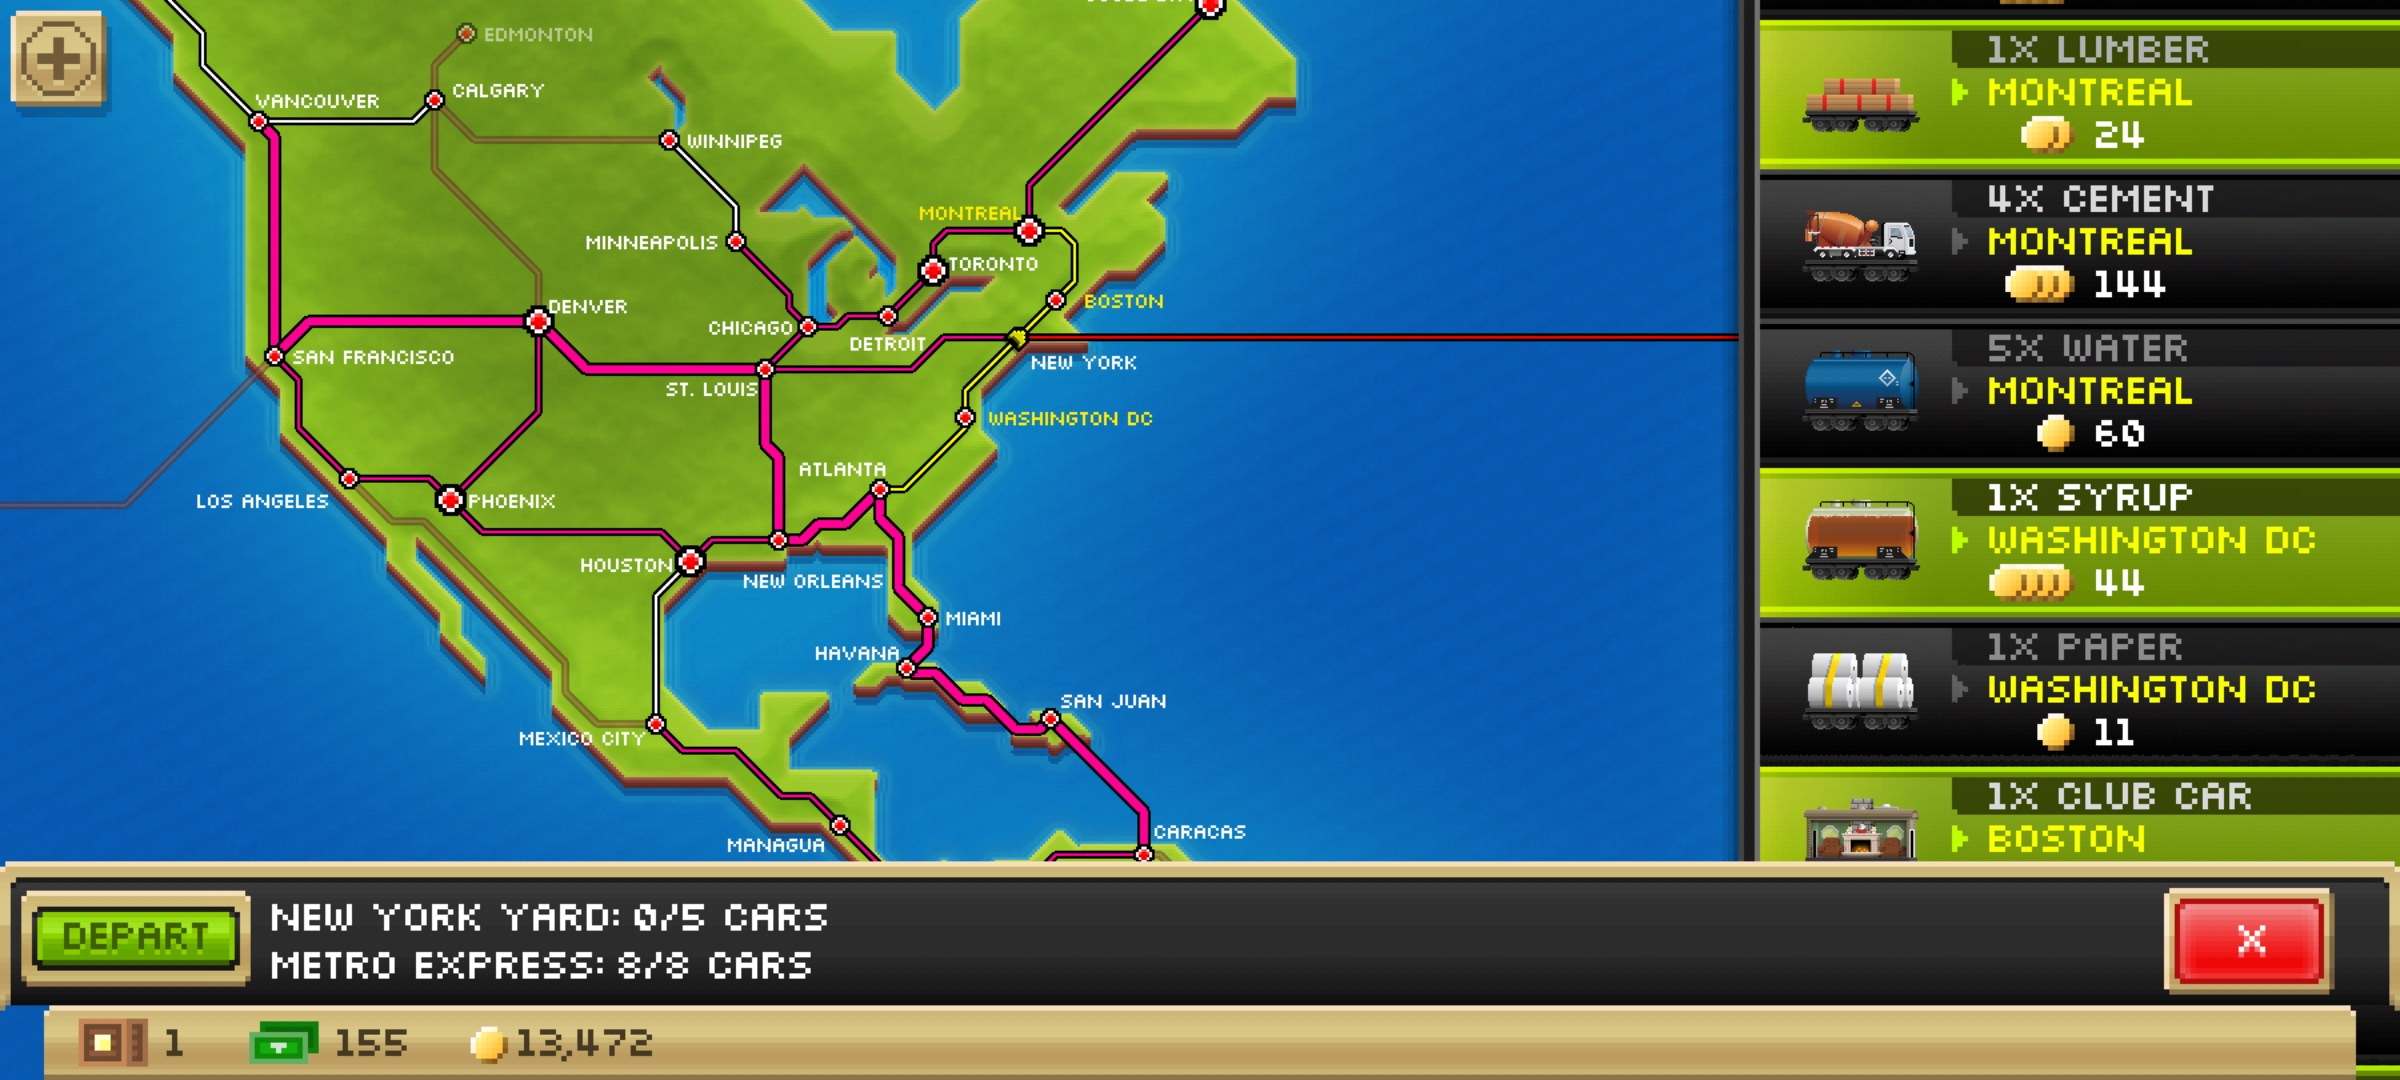 EDMONTON
CALGARY
VANCOUVER
WINNIPEG
MONTREAL
MINNEAPOLIS
TORONTO
BOSTON
DENVER
CHICAGO
DETROIT
SAN FRANCISCO
NEW YORK
ST. LOUIS
WASHINGTON DC
ATLANTA
LOS ANGELES
PHOENIX
HOUSTON
NEW ORLEANS
MIAMI
HAVANA
SAN JUAN
MEXICO CITY
CARACAS
MANAGUA
1X LUMBER
MONTREAL
24
4X CEMENT
MONTREAL
144
5X WATER
MONTREAL
60
1X SYRUP
WASHINGTON DC
44
1X PAPER
WASHINGTON DC
11
1X CLUB CAR
BOSTON
DEPART
NEW YORK YARD: 0/5 CARS
METRO EXPRESS: 8/8 CARS
X
1
155
13,472